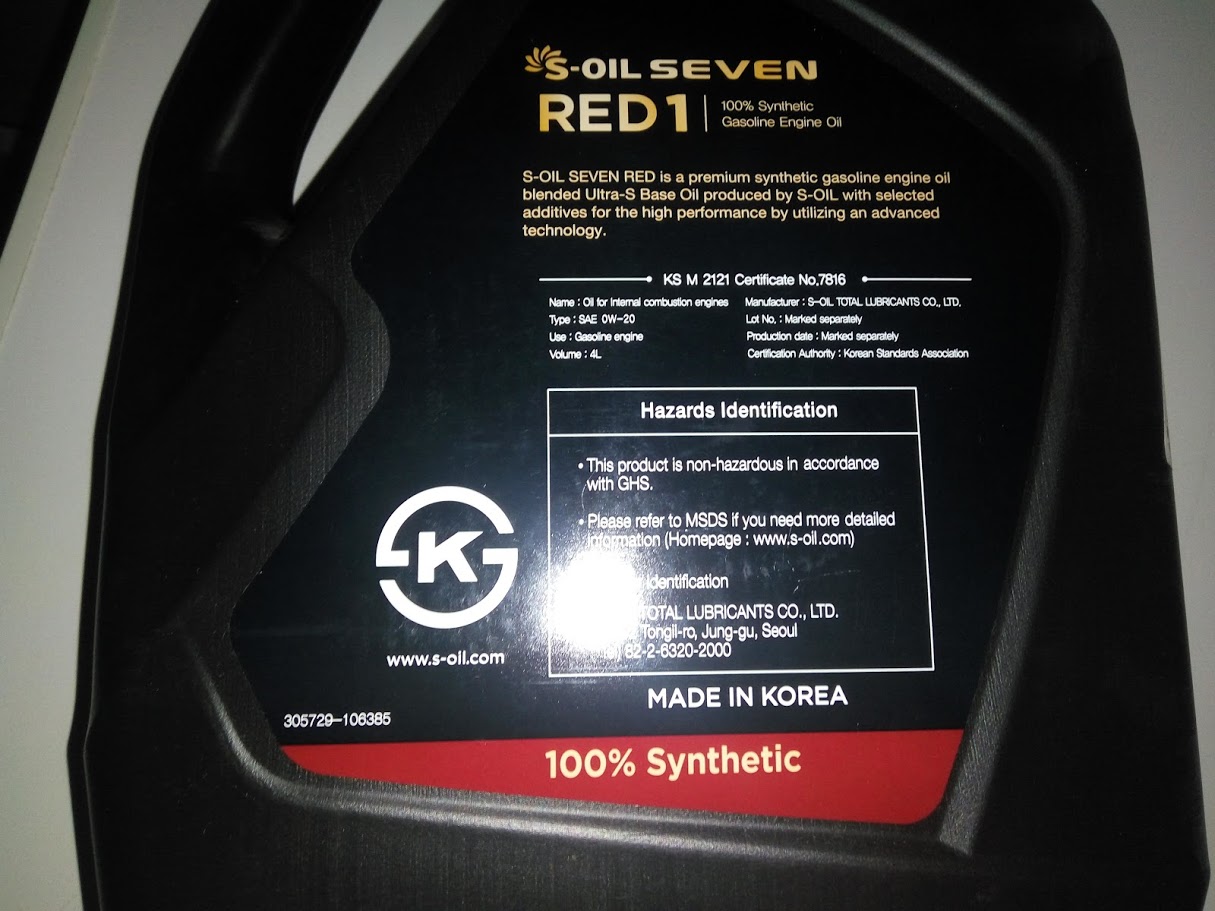 S-OIL SEVEN
RED 1
100% Synthetic
Gasoline Engine Oil
S-OIL SEVEN RED is a premium synthetic gasoline engine oil
blended Ultra-S Base Oil produced by S-OIL with selected
additives for the high performance by utilizing an advanced
technology.
KS M 2121 Certificate No.7816
Name : Oil for internal combustion engines
Type : SAE 0W-20
Use : Gasoline engine
Volume : 4L
Manufacturer : S-OIL TOTAL LUBRICANTS CO., LTD.
Lot No. : Marked separately
Production date : Marked separately
Certification Authority : Korean Standards Association
Hazards Identification
• This product is non-hazardous in accordance
with GHS.
• Please refer to MSDS if you need more detailed
information (Homepage : www.s-oil.com)
Identification
TOTAL LUBRICANTS CO., LTD.
Tongil-ro, Jung-gu, Seoul
82-2-6320-2000
K
www.s-oil.com
MADE IN KOREA
305729-106385
100% Synthetic